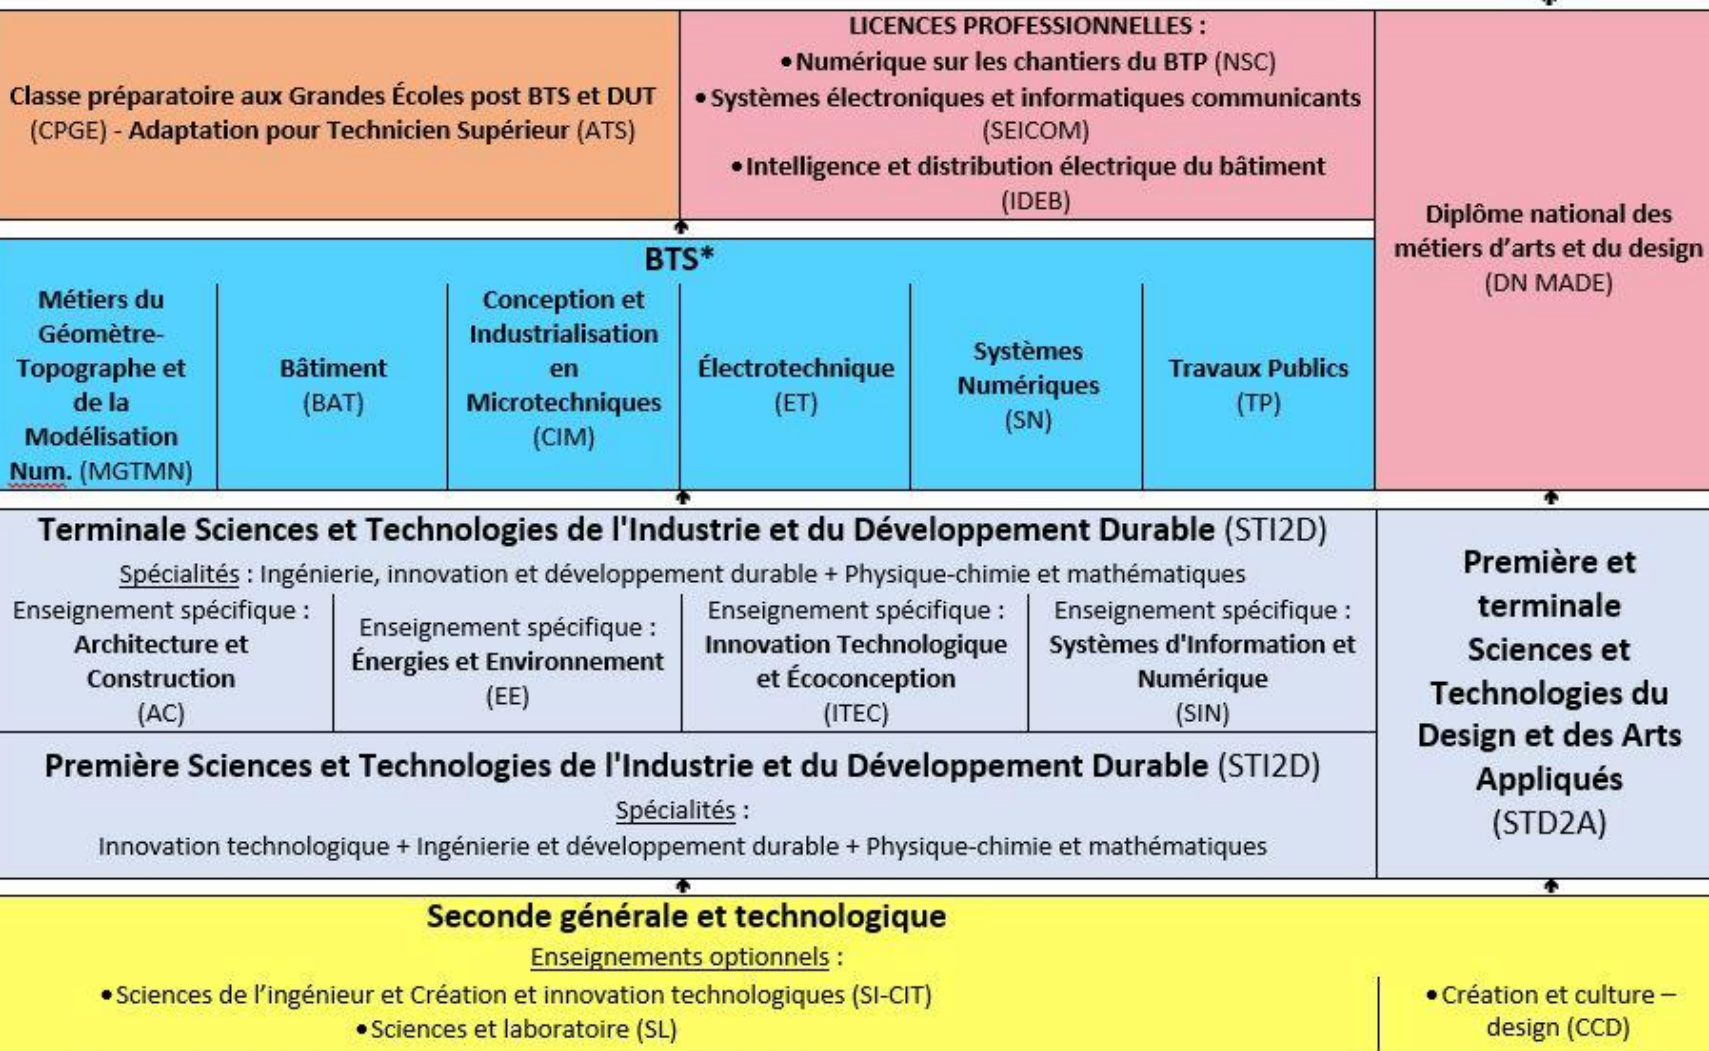 Classe préparatoire aux Grandes Écoles post BTS et DUT
(CPGE) - Adaptation pour Technicien Supérieur (ATS)
LICENCES PROFESSIONNELLES :
•Numérique sur les chantiers du BTP (NSC)
•Systèmes électroniques et informatiques communicants
(SEICOM)
•Intelligence et distribution électrique du bâtiment
(IDEB)
Diplôme national des
métiers d'arts et du design
(DN MADE)
BTS*
Métiers du
Géomètre-
Topographe et
de la
Modélisation
Num. (MGTMN)
Bâtiment
(BAT)
Conception et
Industrialisation
en
Microtechniques
(CIM)
Électrotechnique
(ET)
Systèmes
Numériques
(SN)
Travaux Publics
(TP)
Terminale Sciences et Technologies de l'Industrie et du Développement Durable (STI2D)
Spécialités : Ingénierie, innovation et développement durable + Physique-chimie et mathématiques
Enseignement spécifique :
Architecture et
Construction
(AC)
Enseignement spécifique :
Énergies et Environnement
(EE)
Enseignement spécifique :
Innovation Technologique
et Écoconception
(ITEC)
Enseignement spécifique :
Systèmes d'Information et
Numérique
(SIN)
Première Sciences et Technologies de l'Industrie et du Développement Durable (STI2D)
Spécialités :
Innovation technologique + Ingénierie et développement durable + Physique-chimie et mathématiques
Première et
terminale
Sciences et
Technologies du
Design et des Arts
Appliqués
(STD2A)
Seconde générale et technologique
Enseignements optionnels :
•Sciences de l'ingénieur et Création et innovation technologiques (SI-CIT)
•Sciences et laboratoire (SL)
•Création et culture –
design (CCD)